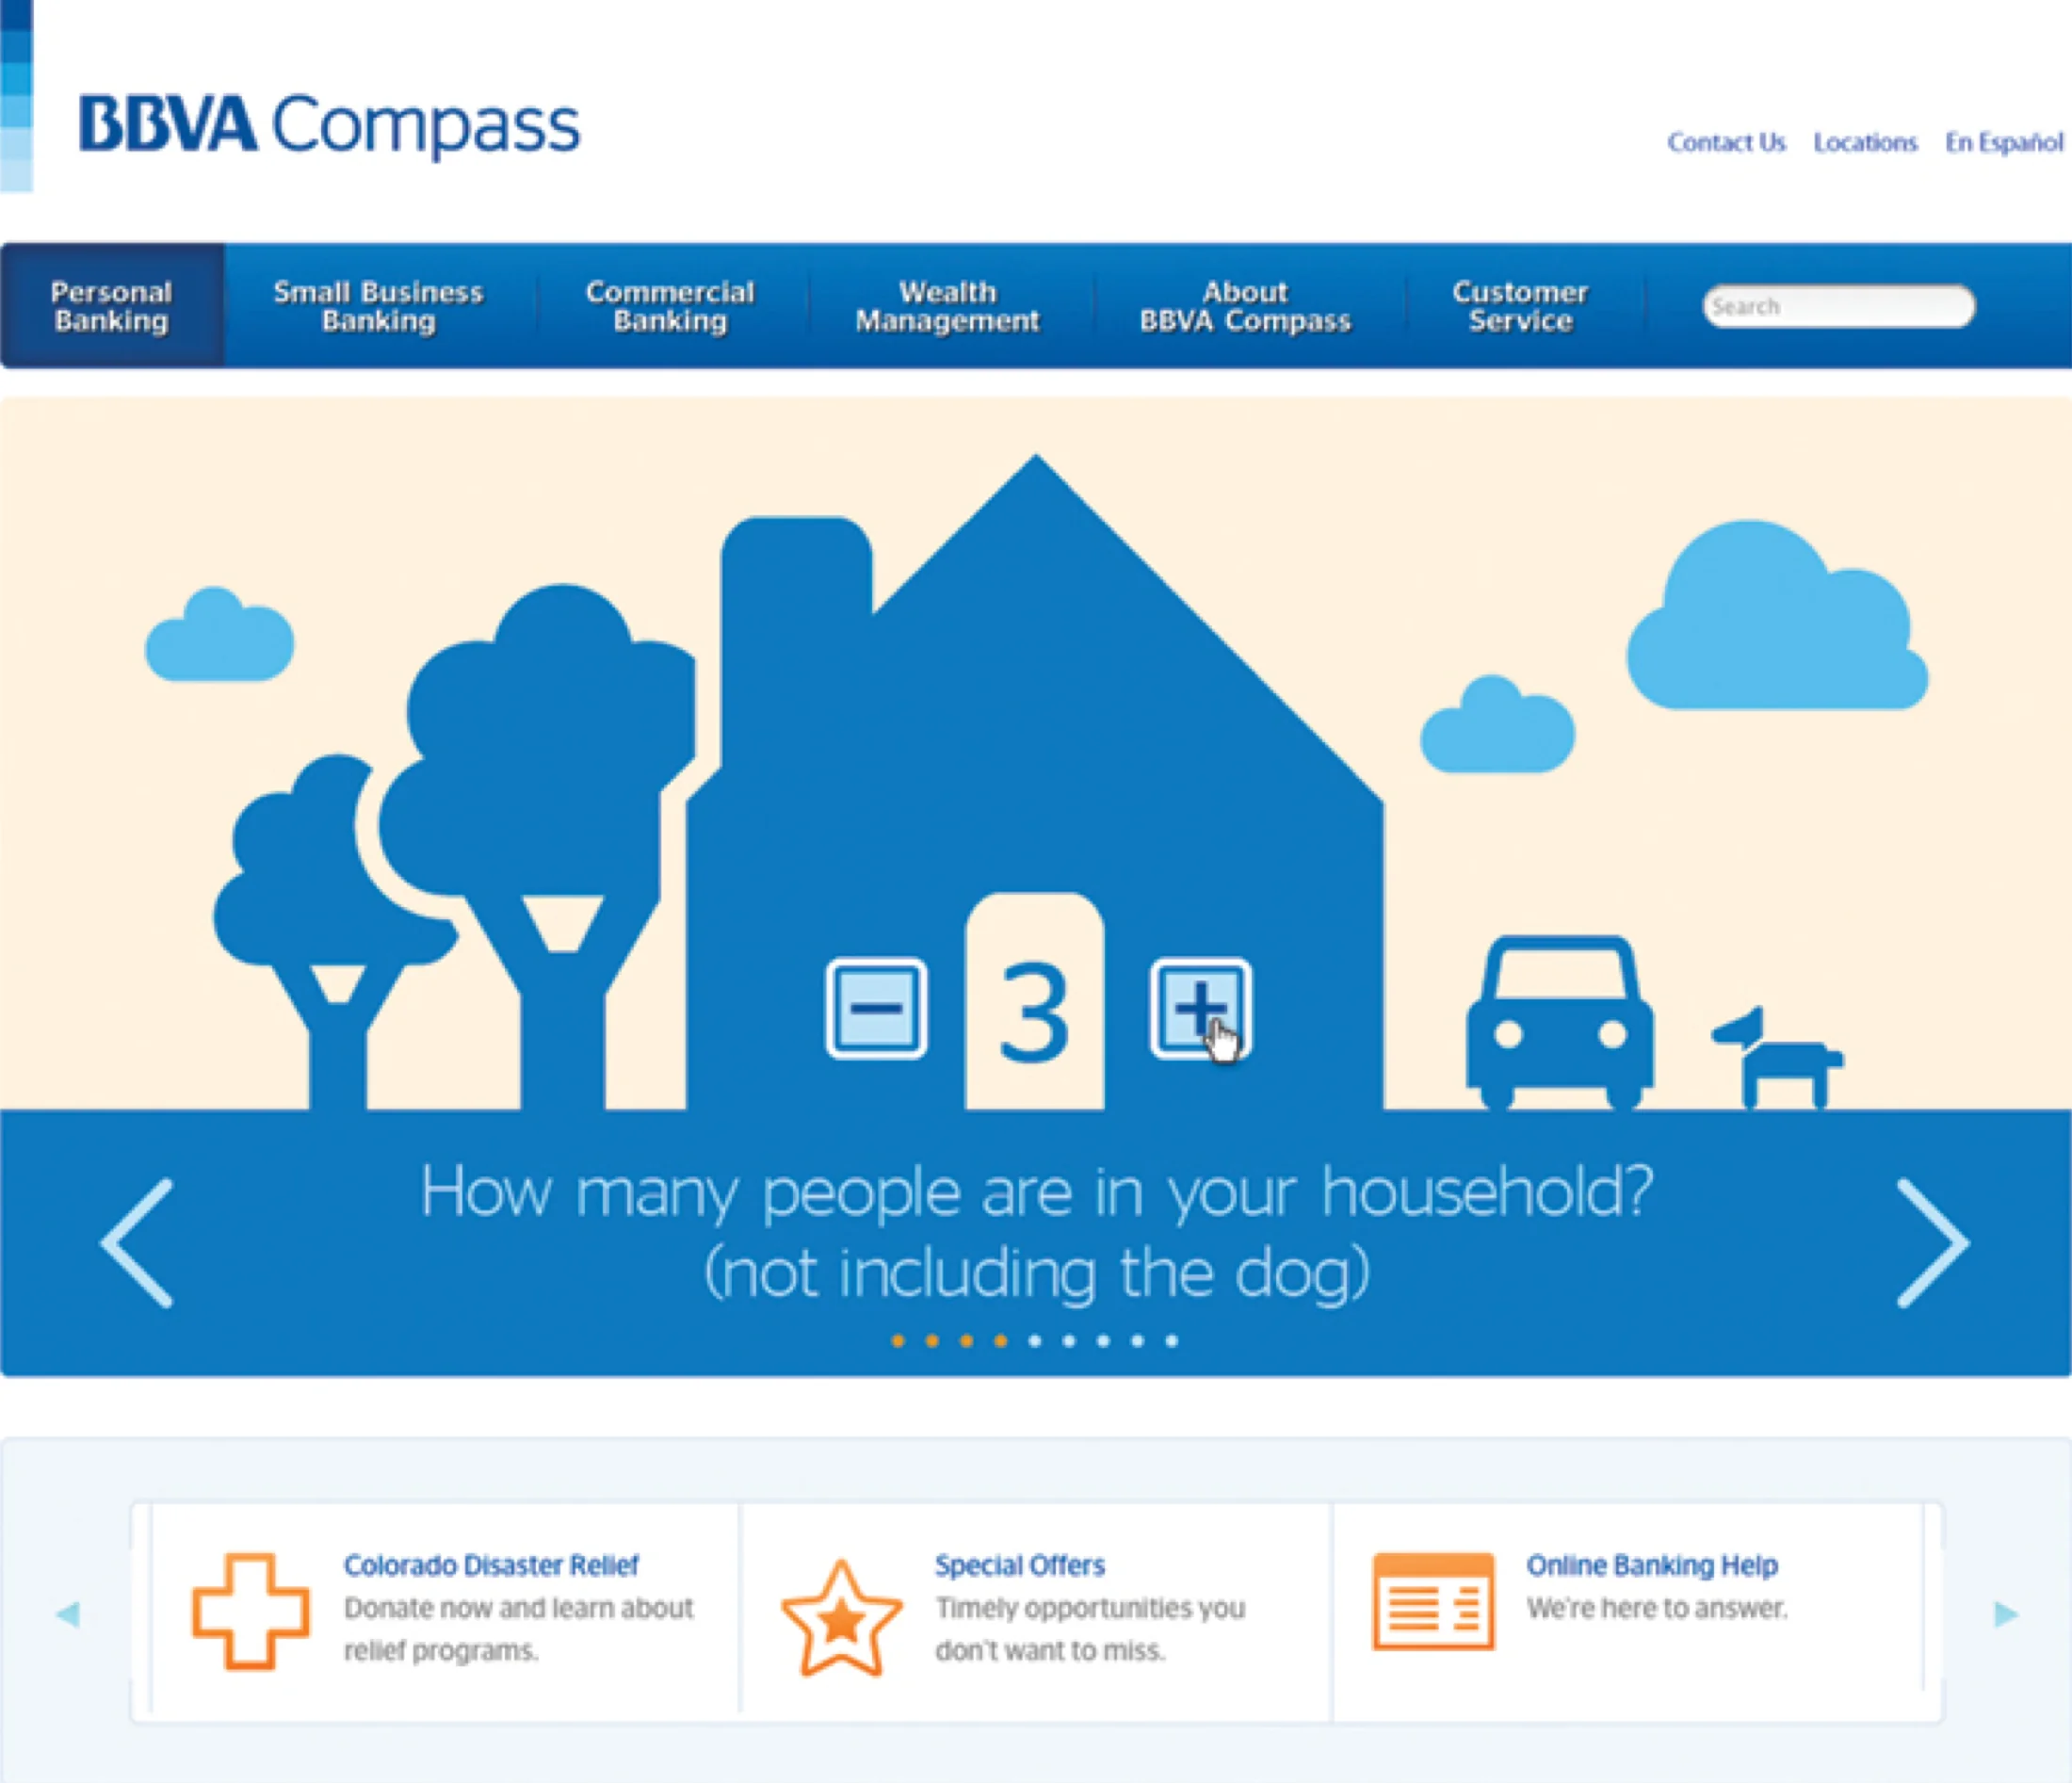 BBVA Compass
Contact Us Locations En Español
Personal
Banking
Small Business
Banking
Commercial
Banking
Wealth
Management
About
BBVA Compass
Customer
Service
Search
3
How many people are in your household?
(not including the dog)
Colorado Disaster Relief
Donate now and learn about
relief programs.
Special Offers
Timely opportunities you
don't want to miss.
Online Banking Help
We're here to answer.